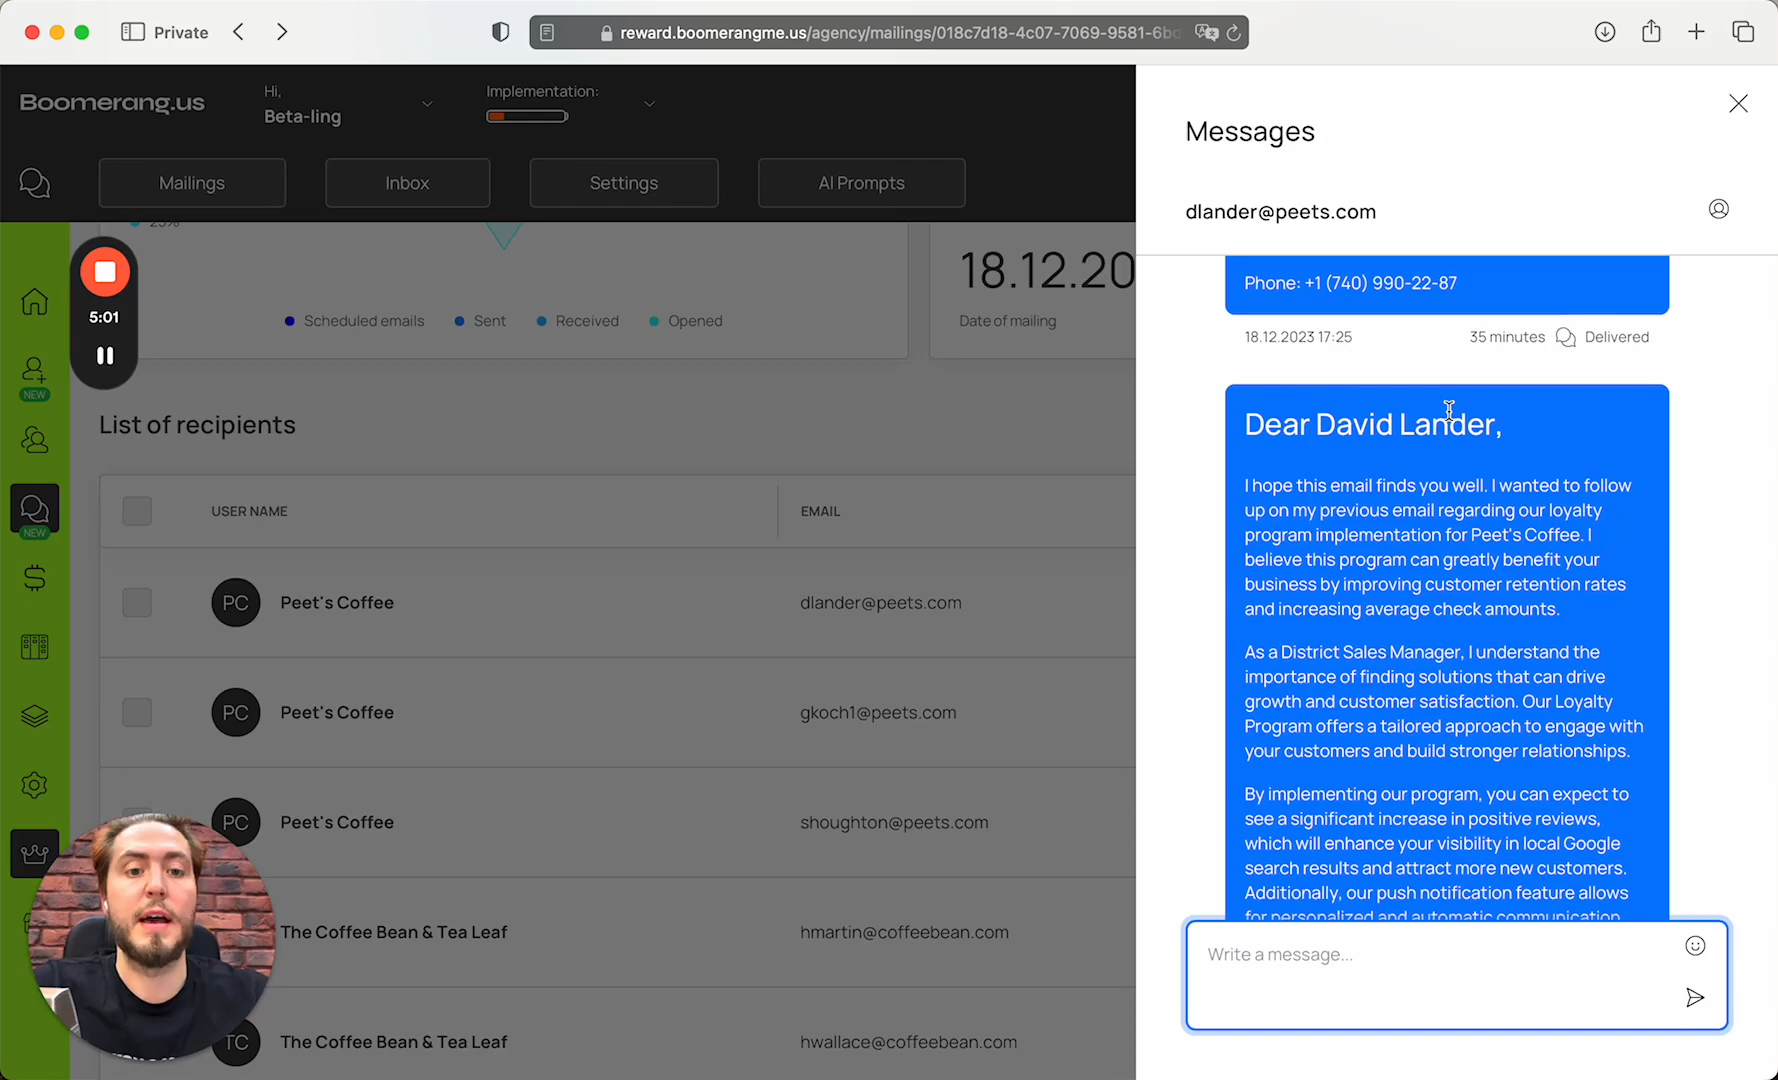 Private
reward.boomerangme.us/agency/mailings/018c7d18-4c07-7069-9581-6b
Boomerang.us
Hi,
Beta-ling
Implementation:
Mailings
Inbox
Settings
AI Prompts
Messages
dlander@peets.com
5:01
NEW
NEW
Scheduled emails
Sent
Received
Opened
18.12.20
Date of mailing
List of recipients
USER NAME
EMAIL
PC
Peet's Coffee
dlander@peets.com
PC
Peet's Coffee
gkoch1@peets.com
PC
Peet's Coffee
shoughton@peets.com
The Coffee Bean & Tea Leaf
hmartin@coffeebean.com
TC
The Coffee Bean & Tea Leaf
hwallace@coffeebean.com
Phone: +1 (740) 990-22-87
18.12.2023 17:25
35 minutes
Delivered
Dear David Lander,
I hope this email finds you well. I wanted to follow
up on my previous email regarding our loyalty
program implementation for Peet's Coffee. I
believe this program can greatly benefit your
business by improving customer retention rates
and increasing average check amounts.
As a District Sales Manager, I understand the
importance of finding solutions that can drive
growth and customer satisfaction. Our Loyalty
Program offers a tailored approach to engage with
your customers and build stronger relationships.
By implementing our program, you can expect to
see a significant increase in positive reviews,
which will enhance your visibility in local Google
search results and attract more new customers.
Additionally, our push notification feature allows
for personalized and automatic communication
Write a message...